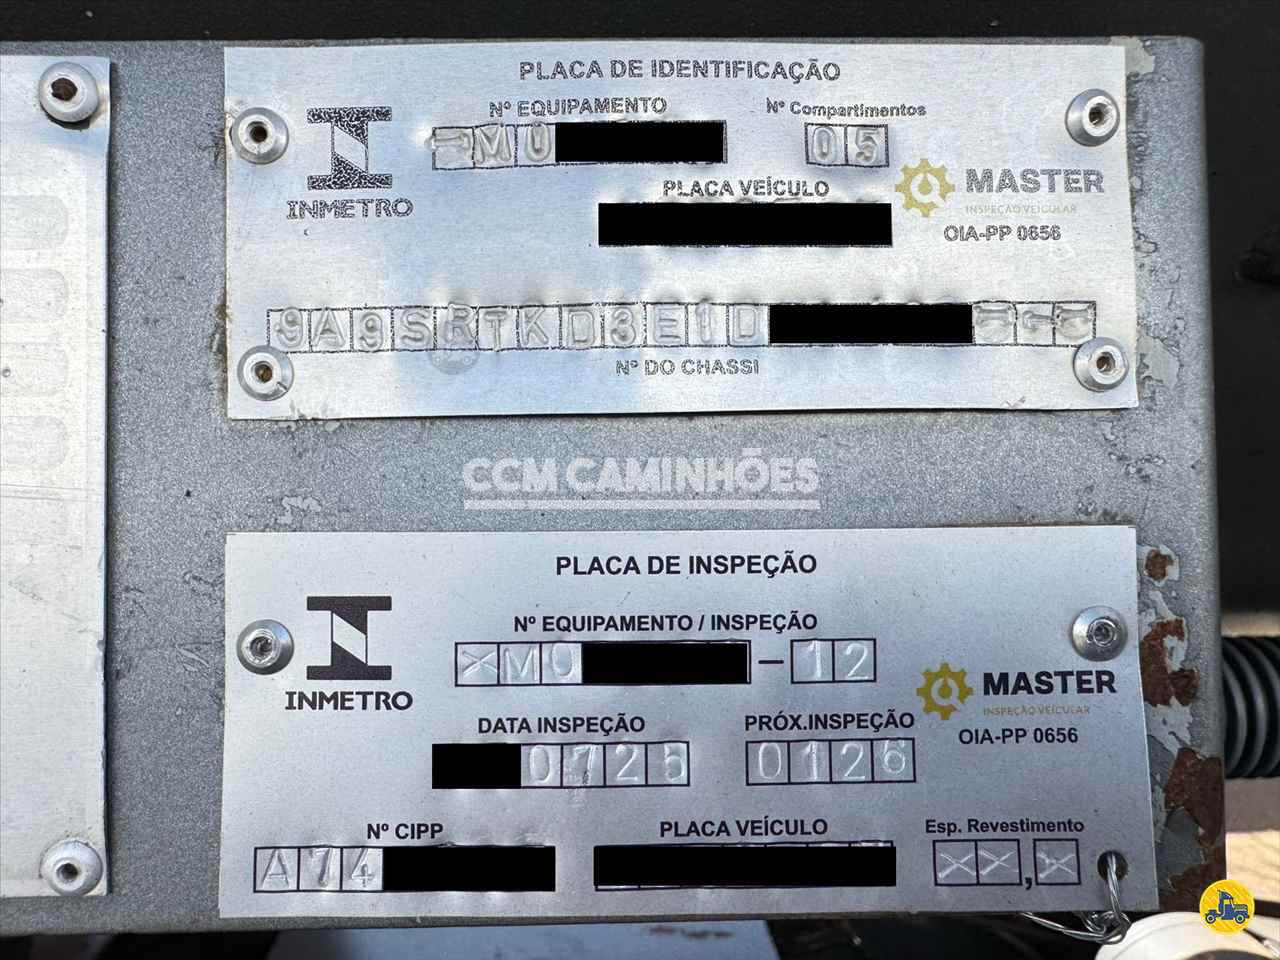 PLACA DE IDENTIFICAÇÃO
Nº EQUIPAMENTO Nº Compartimentos
M0 05
INMETRO
PLACA VEÍCULO
MASTER
INSPEÇÃO VEICULAR
OIA-PP 0656
9A9SRTKD3E1D
Nº DO CHASSI
CCM CAMINHÕES
PLACA DE INSPEÇÃO
Nº EQUIPAMENTO / INSPEÇÃO
XM0 - 12
INMETRO
MASTER
INSPEÇÃO VEICULAR
OIA-PP 0656
DATA INSPEÇÃO PRÓX.INSPEÇÃO
0725 0126
Nº CIPP PLACA VEÍCULO Esp. Revestimento
A74 XX,X